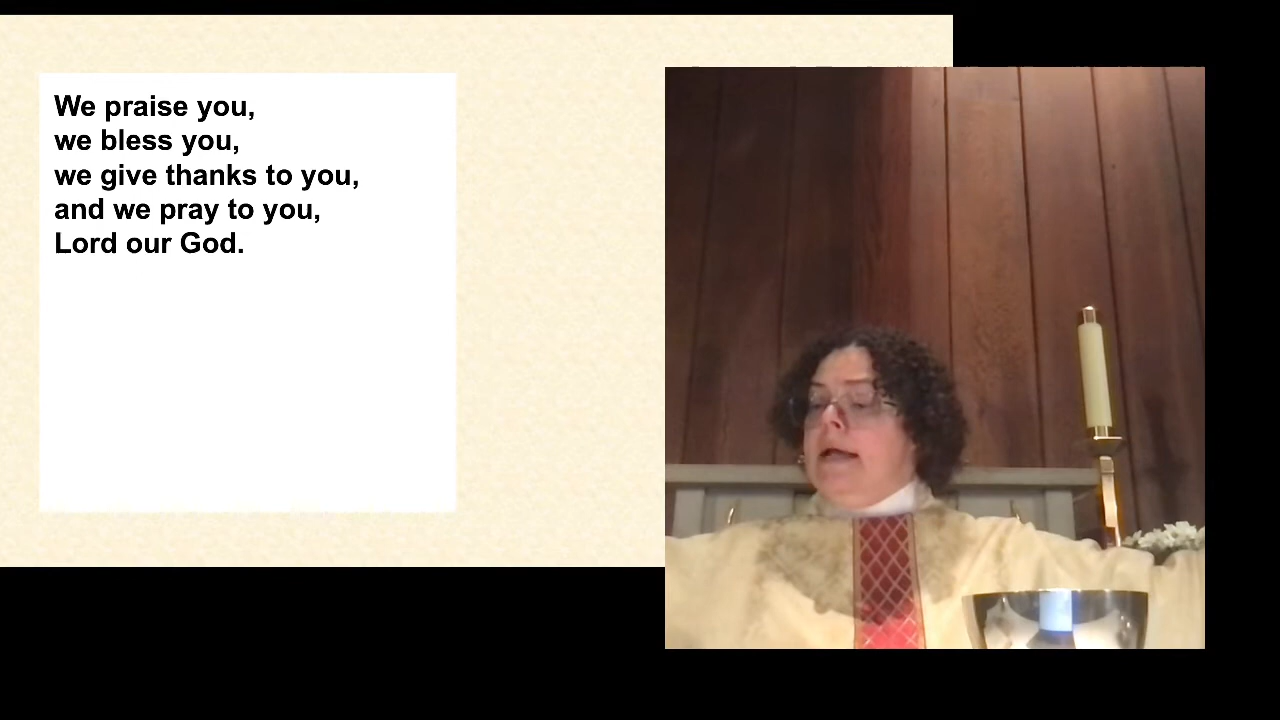 We praise you,
we bless you,
we give thanks to you,
and we pray to you,
Lord our God.